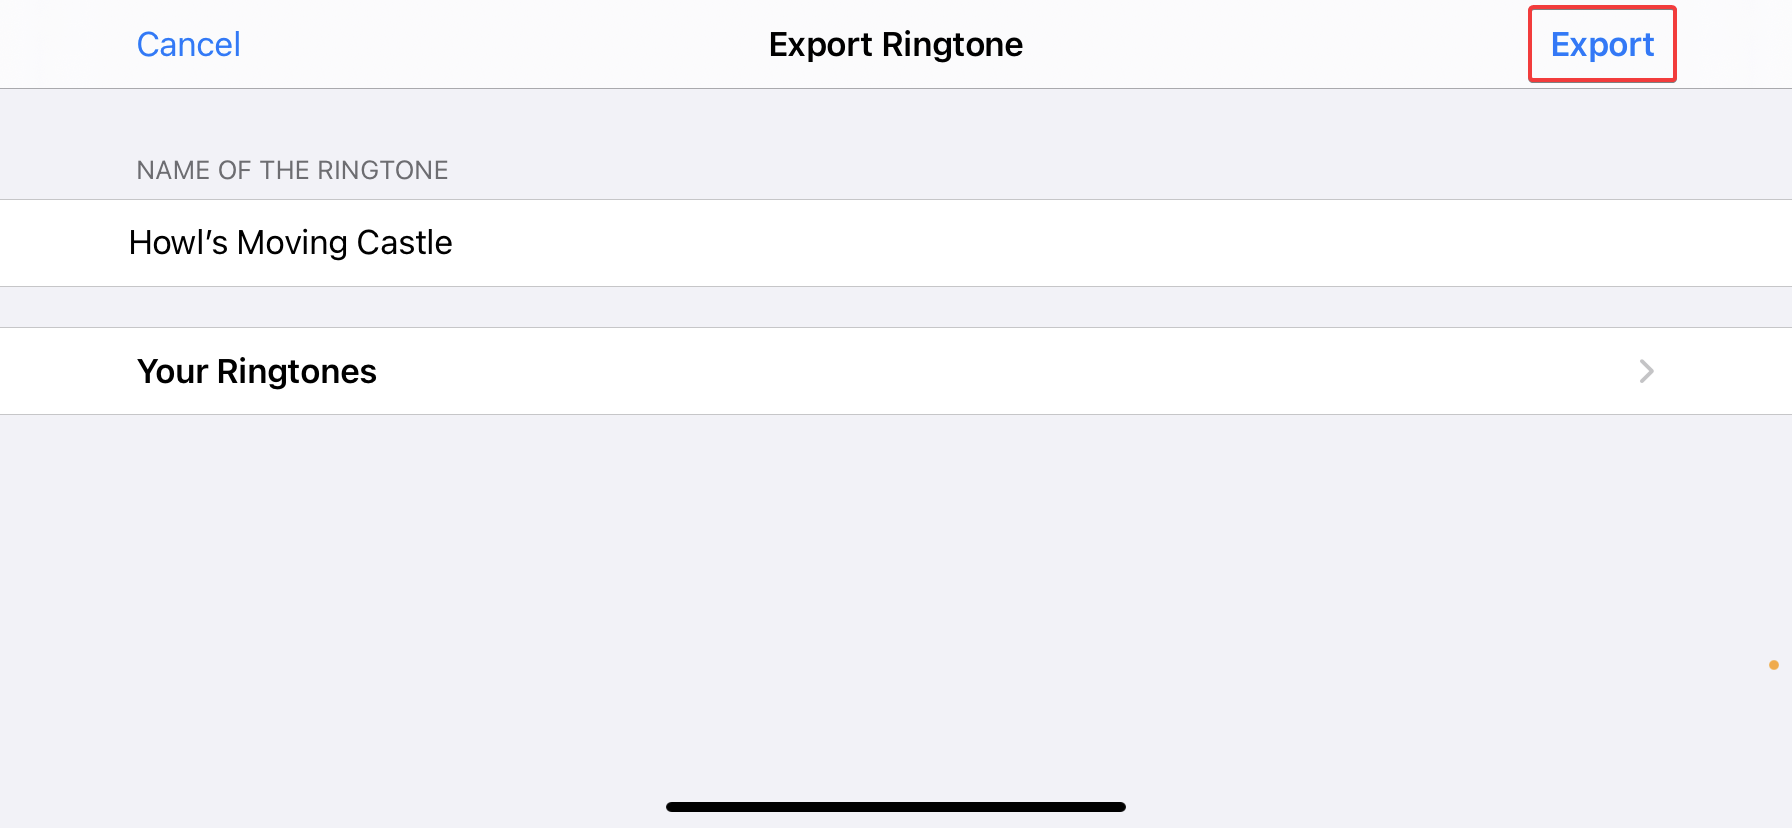 Cancel
Export Ringtone
Export
NAME OF THE RINGTONE
Howl’s Moving Castle
Your Ringtones